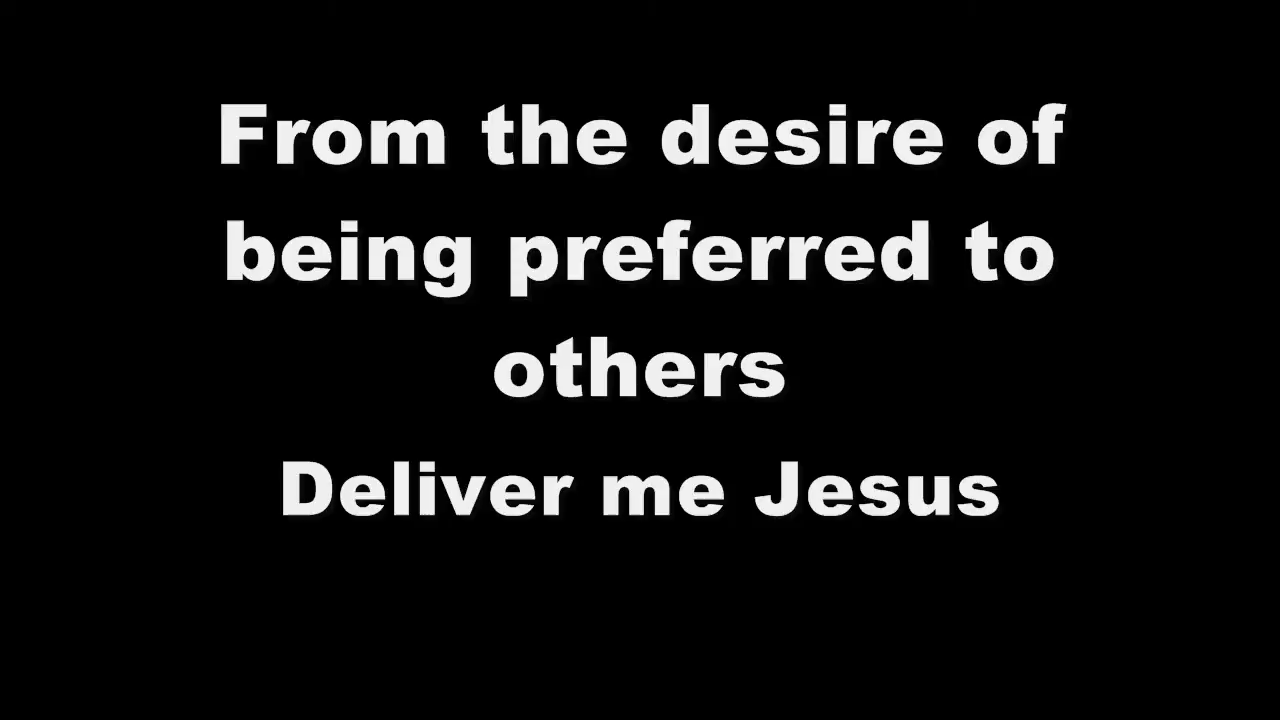 From the desire of
being preferred to
others
Deliver me Jesus